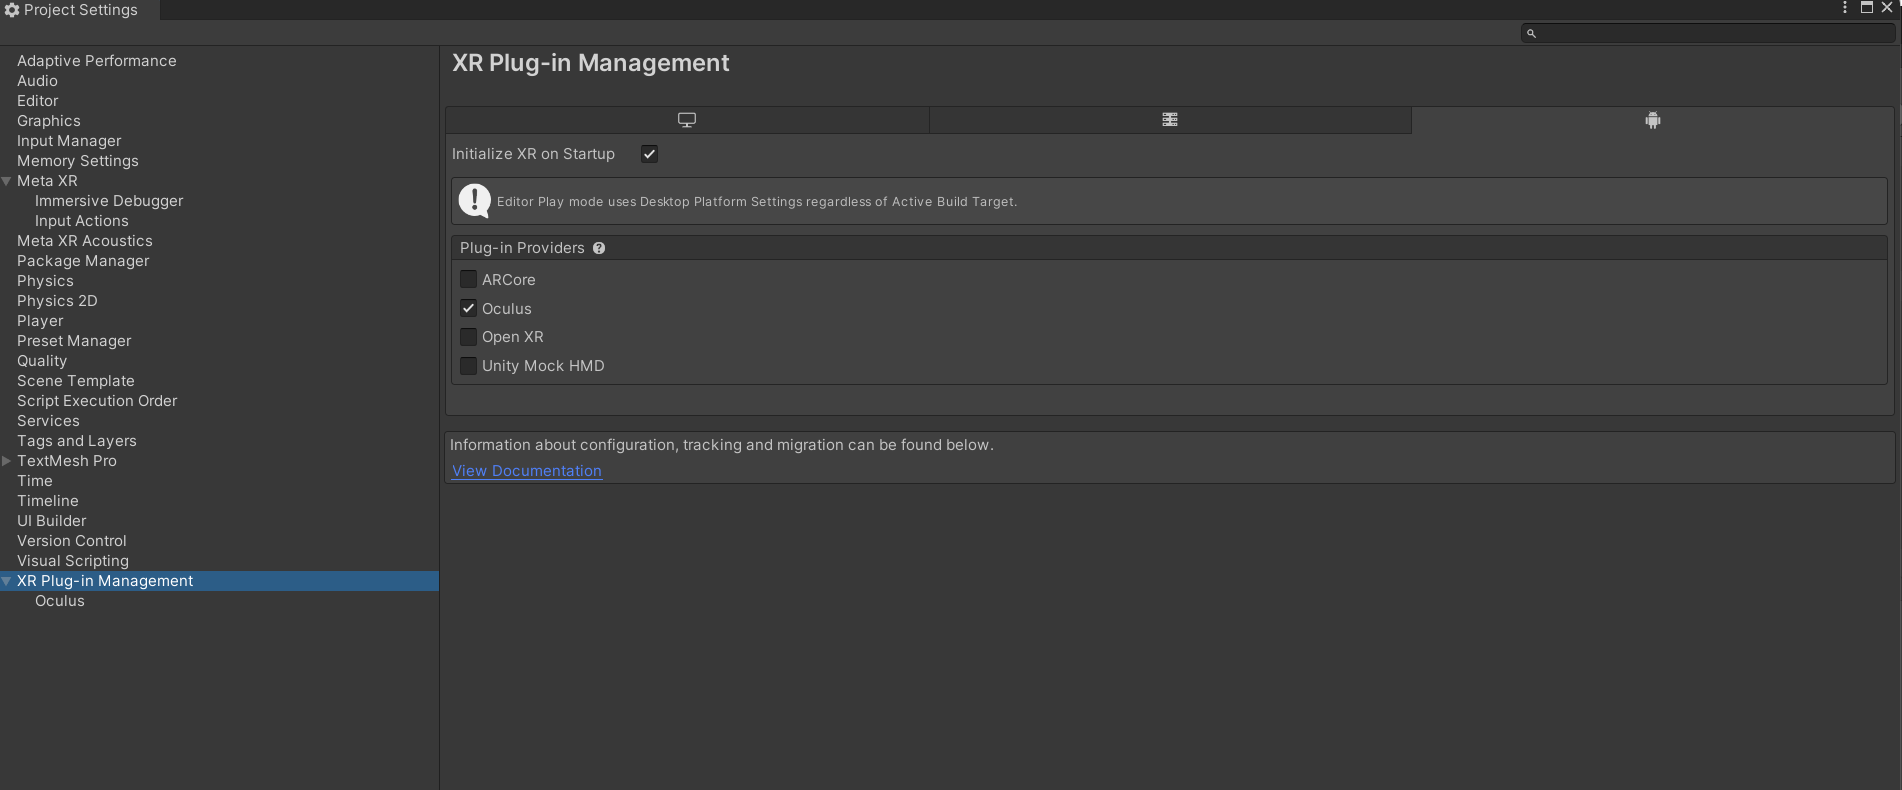 Project Settings
Adaptive Performance
Audio
Editor
Graphics
Input Manager
Memory Settings
Meta XR
Immersive Debugger
Input Actions
Meta XR Acoustics
Package Manager
Physics
Physics 2D
Player
Preset Manager
Quality
Scene Template
Script Execution Order
Services
Tags and Layers
TextMesh Pro
Time
Timeline
UI Builder
Version Control
Visual Scripting
XR Plug-in Management
Oculus
XR Plug-in Management
Initialize XR on Startup
Editor Play mode uses Desktop Platform Settings regardless of Active Build Target.
Plug-in Providers
ARCore
Oculus
Open XR
Unity Mock HMD
Information about configuration, tracking and migration can be found below.
View Documentation